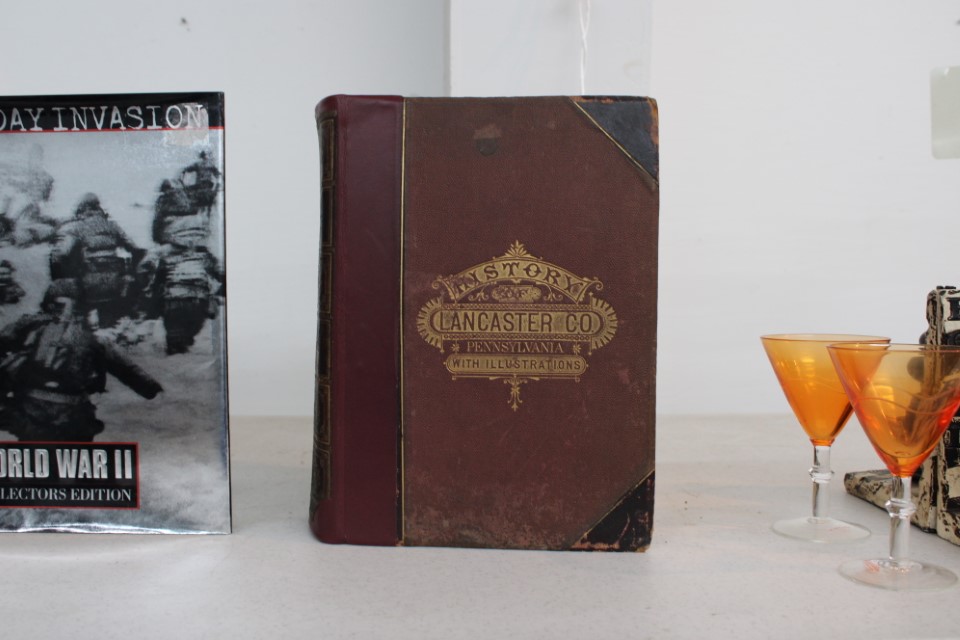 DAY INVASION
ORLD WAR II
LLECTORS EDITION
HISTORY
OF
LANCASTER CO
PENNSYLVANIA
WITH ILLUSTRATIONS